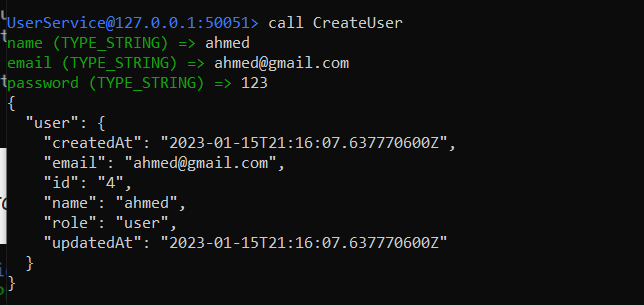 UserService@127.0.0.1:50051> call CreateUser
name (TYPE_STRING) => ahmed
email (TYPE_STRING) => ahmed@gmail.com
password (TYPE_STRING) => 123
{
  "user": {
    "createdAt": "2023-01-15T21:16:07.637770600Z",
    "email": "ahmed@gmail.com",
    "id": "4",
    "name": "ahmed",
    "role": "user",
    "updatedAt": "2023-01-15T21:16:07.637770600Z"
  }
}